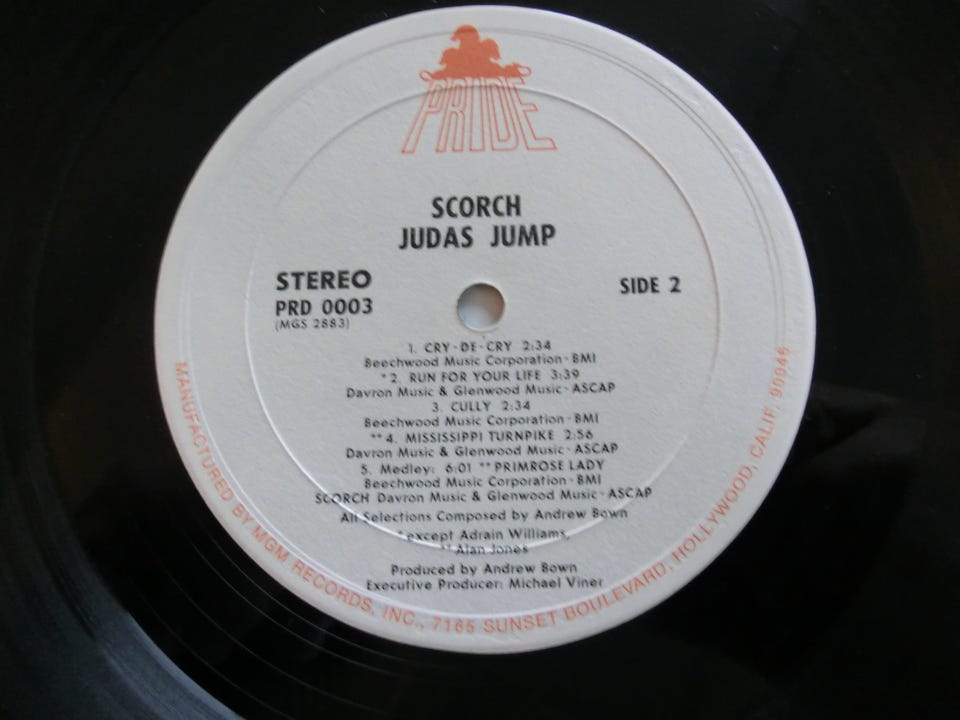 PRIDE
SCORCH
JUDAS JUMP
STEREO
PRD 0003
(MGS 2883)
SIDE 2
1. CRY-DE-CRY 2:34
Beechwood Music Corporation - BMI
*2. RUN FOR YOUR LIFE 3:39
Davron Music & Glenwood Music - ASCAP
3. CULLY 2:34
Beechwood Music Corporation - BMI
**4. MISSISSIPPI TURNPIKE 2:56
Davron Music & Glenwood Music - ASCAP
5. Medley: 6:01 **PRIMROSE LADY
Beechwood Music Corporation - BMI
SCORCH Davron Music & Glenwood Music - ASCAP
All Selections Composed by Andrew Bown
*except Adrain Williams,
**Alan Jones
Produced by Andrew Bown
Executive Producer: Michael Viner
MANUFACTURED BY MGM RECORDS, INC., 7165 SUNSET BOULEVARD, HOLLYWOOD, CALIF. 90046